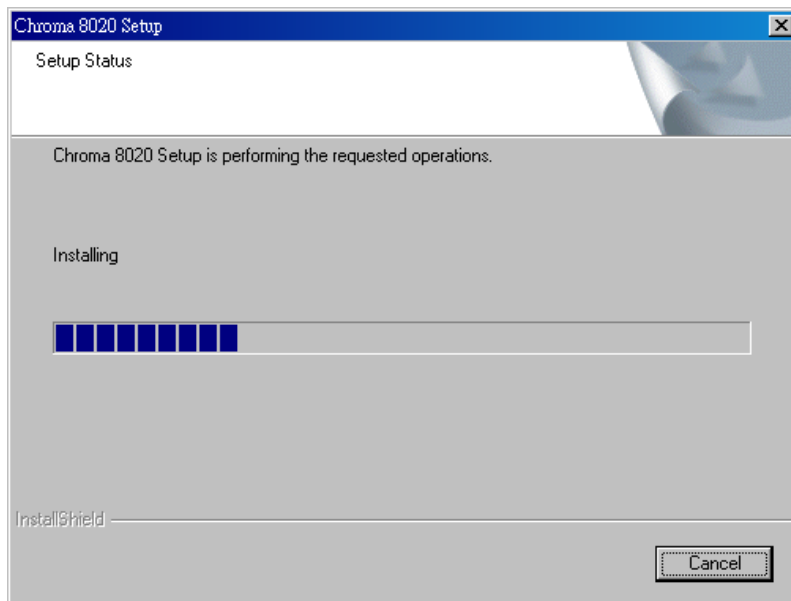 Chroma 8020 Setup
Setup Status
Chroma 8020 Setup is performing the requested operations.
Installing
InstallShield
Cancel